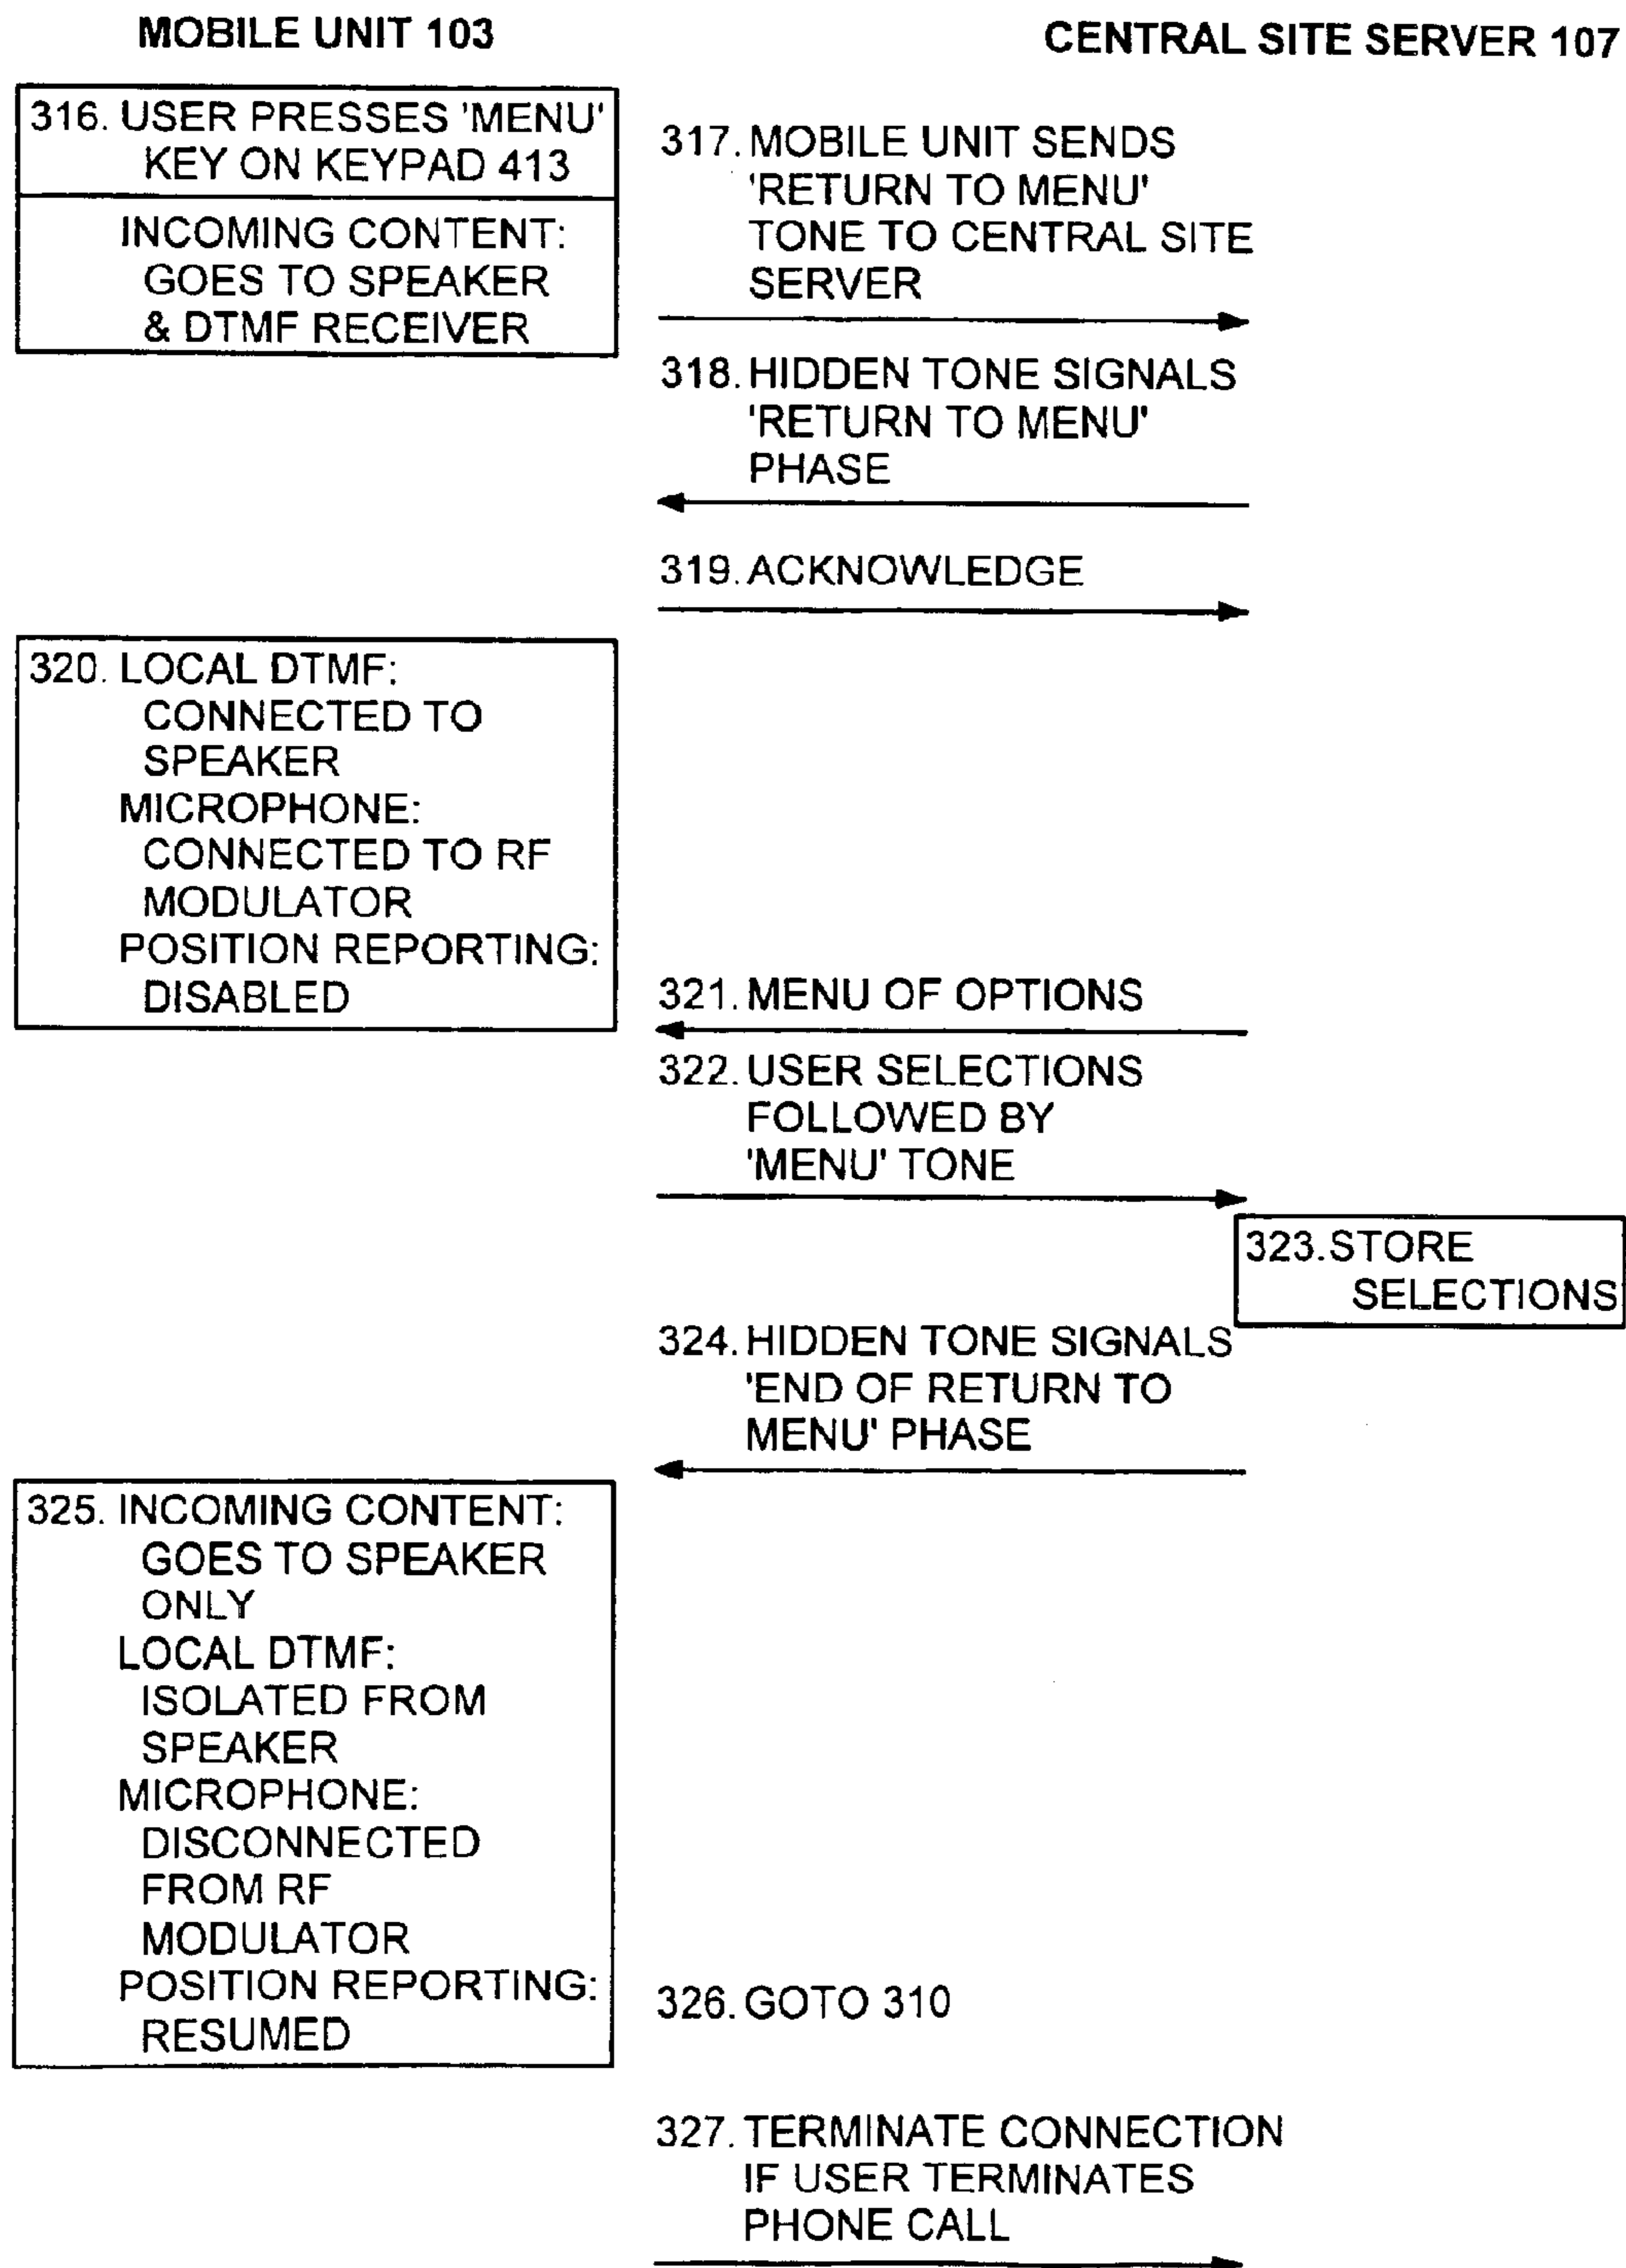 MOBILE UNIT 103
CENTRAL SITE SERVER 107
316. USER PRESSES 'MENU'
KEY ON KEYPAD 413
INCOMING CONTENT:
GOES TO SPEAKER
& DTMF RECEIVER
317. MOBILE UNIT SENDS
'RETURN TO MENU'
TONE TO CENTRAL SITE
SERVER
318. HIDDEN TONE SIGNALS
'RETURN TO MENU'
PHASE
319. ACKNOWLEDGE
320. LOCAL DTMF:
CONNECTED TO
SPEAKER
MICROPHONE:
CONNECTED TO RF
MODULATOR
POSITION REPORTING:
DISABLED
321. MENU OF OPTIONS
322. USER SELECTIONS
FOLLOWED BY
'MENU' TONE
323. STORE
SELECTIONS
324. HIDDEN TONE SIGNALS
'END OF RETURN TO
MENU' PHASE
325. INCOMING CONTENT:
GOES TO SPEAKER
ONLY
LOCAL DTMF:
ISOLATED FROM
SPEAKER
MICROPHONE:
DISCONNECTED
FROM RF
MODULATOR
POSITION REPORTING:
RESUMED
326. GOTO 310
327. TERMINATE CONNECTION
IF USER TERMINATES
PHONE CALL